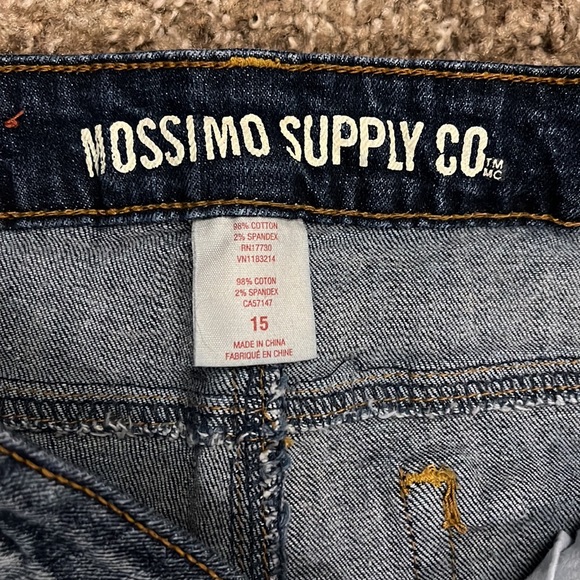 MOSSIMO SUPPLY CO.™ MC
98% COTTON
2% SPANDEX
RN17730
VN1183214
98% COTON
2% SPANDEX
CA57147
15
MADE IN CHINA
FABRIQUÉ EN CHINE